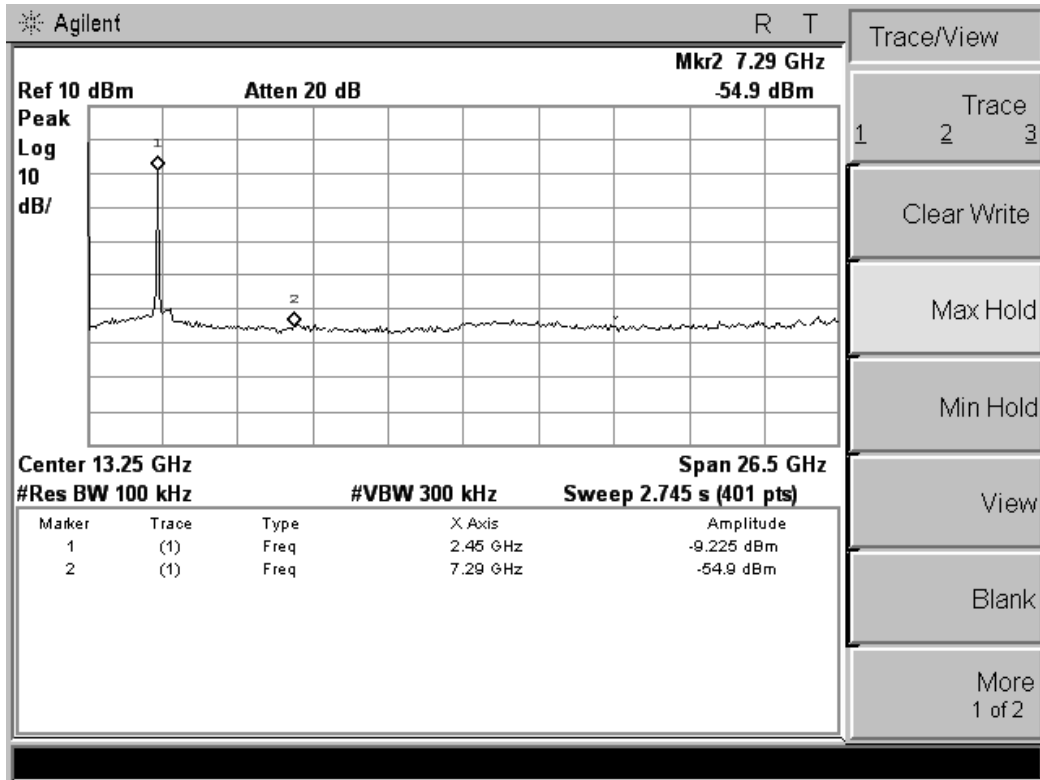 Agilent R T
Trace/View
Mkr2 7.29 GHz
Ref 10 dBm Atten 20 dB -54.9 dBm
Peak
Log
10
dB/
1
2
Center 13.25 GHz Span 26.5 GHz
#Res BW 100 kHz #VBW 300 kHz Sweep 2.745 s (401 pts)
Marker Trace Type X Axis Amplitude
1 (1) Freq 2.45 GHz -9.225 dBm
2 (1) Freq 7.29 GHz -54.9 dBm
Trace
1 2 3
Clear Write
Max Hold
Min Hold
View
Blank
More
1 of 2